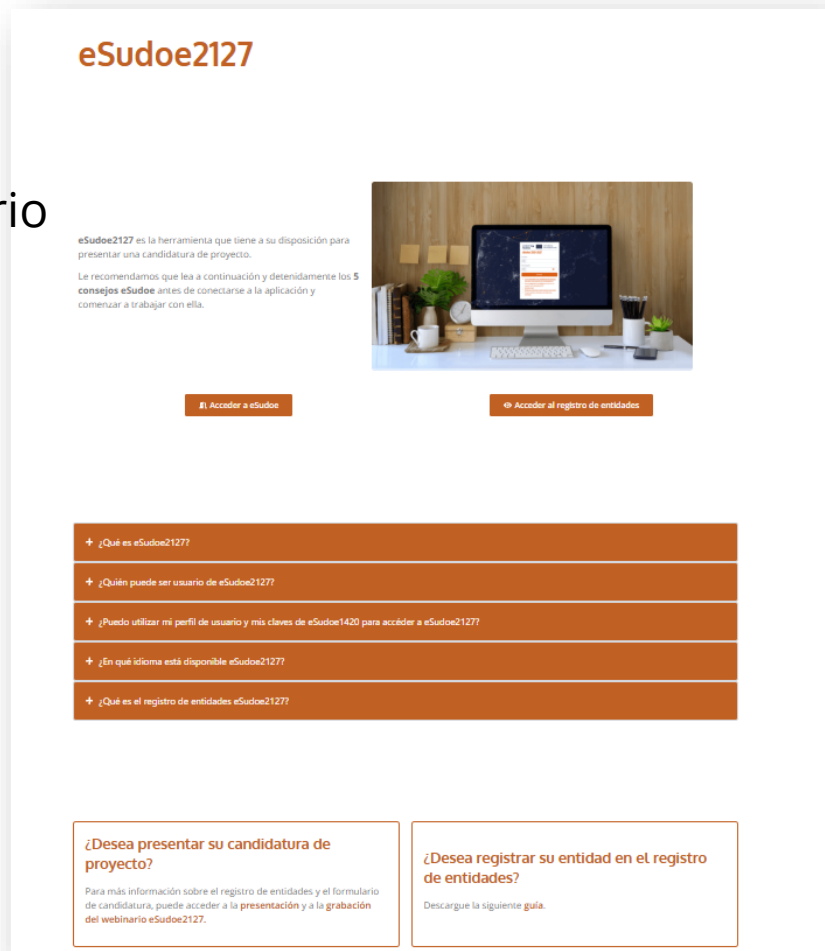 eSudoe2127
rio
eSudoe2127 es la herramienta que tiene a su disposición para
presentar una candidatura de proyecto.
Le recomendamos que lea a continuación y detenidamente los 5
consejos eSudoe antes de conectarse a la aplicación y
comenzar a trabajar con ella.
Acceder a eSudoe
Acceder al registro de entidades
+ ¿Qué es eSudoe2127?
+ ¿Quién puede ser usuario de eSudoe2127?
+ ¿Puedo utilizar mi perfil de usuario y mis claves de eSudoe1420 para accéder a eSudoe2127?
+ ¿En qué idioma está disponible eSudoe2127?
+ ¿Qué es el registro de entidades eSudoe2127?
¿Desea presentar su candidatura de
proyecto?
Para más información sobre el registro de entidades y el formulario
de candidatura, puede acceder a la presentación y a la grabación
del webinario eSudoe2127.
¿Desea registrar su entidad en el registro
de entidades?
Descargue la siguiente guía.